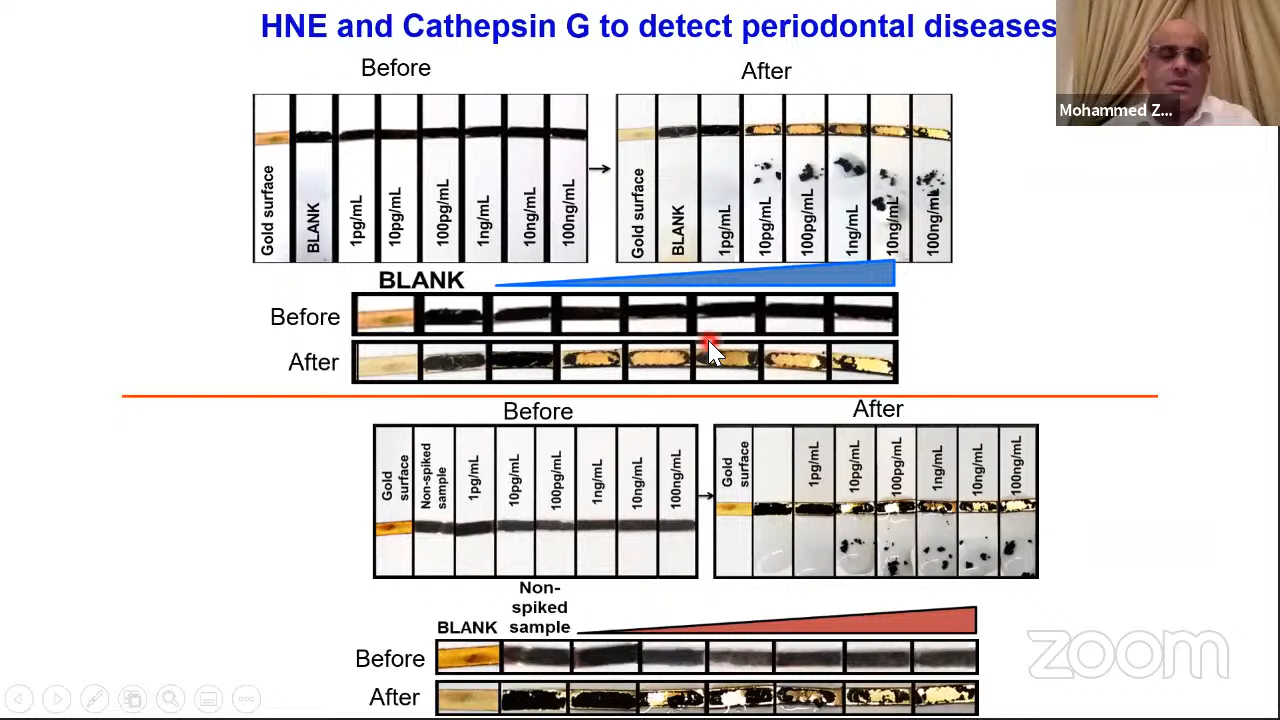 HNE and Cathepsin G to detect periodontal diseases
Mohammed Z...
Before
After
Gold surface
BLANK
1pg/mL
10pg/mL
100pg/mL
1ng/mL
10ng/mL
100ng/mL
Gold surface
BLANK
1pg/mL
10pg/mL
100pg/mL
1ng/mL
10ng/mL
100ng/mL
BLANK
Before
After
Before
After
Gold
surface
Non-spiked
sample
1pg/mL
10pg/mL
100pg/mL
1ng/mL
10ng/mL
100ng/mL
Gold
surface
1pg/mL
10pg/mL
100pg/mL
1ng/mL
10ng/mL
100ng/mL
BLANK
Non-
spiked
sample
Before
After
zoom